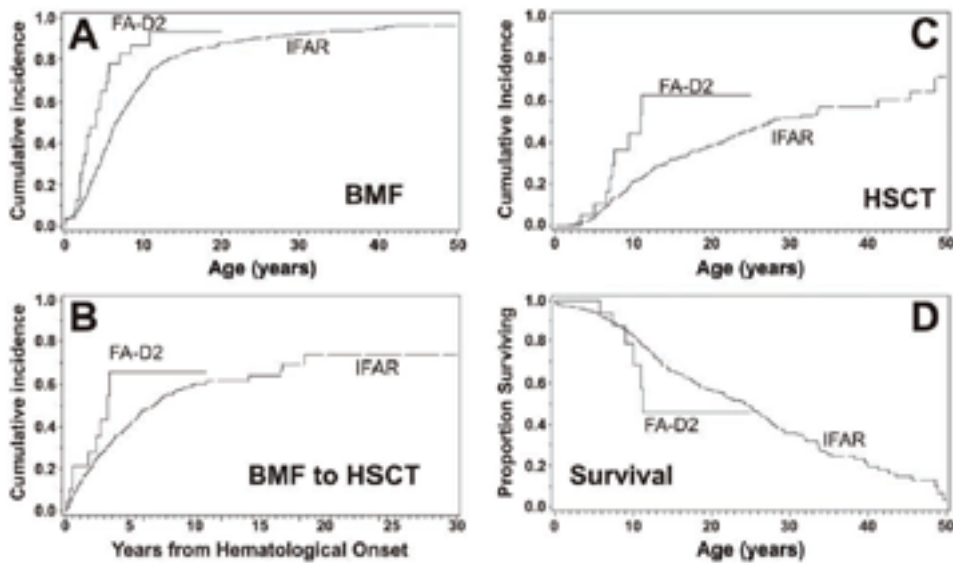 A
FA-D2
IFAR
BMF
Cumulative incidence
1.0
0.8
0.6
0.4
0.2
0.0
0 10 20 30 40 50
Age (years)
B
FA-D2
IFAR
BMF to HSCT
Cumulative incidence
1.0
0.8
0.6
0.4
0.2
0.0
0 5 10 15 20 25 30
Years from Hematological Onset
C
FA-D2
IFAR
HSCT
Cumulative Incidence
1.0
0.8
0.6
0.4
0.2
0.0
0 10 20 30 40 50
Age (years)
D
FA-D2
IFAR
Survival
Proportion Surviving
1.0
0.8
0.6
0.4
0.2
0.0
0 10 20 30 40 50
Age (years)